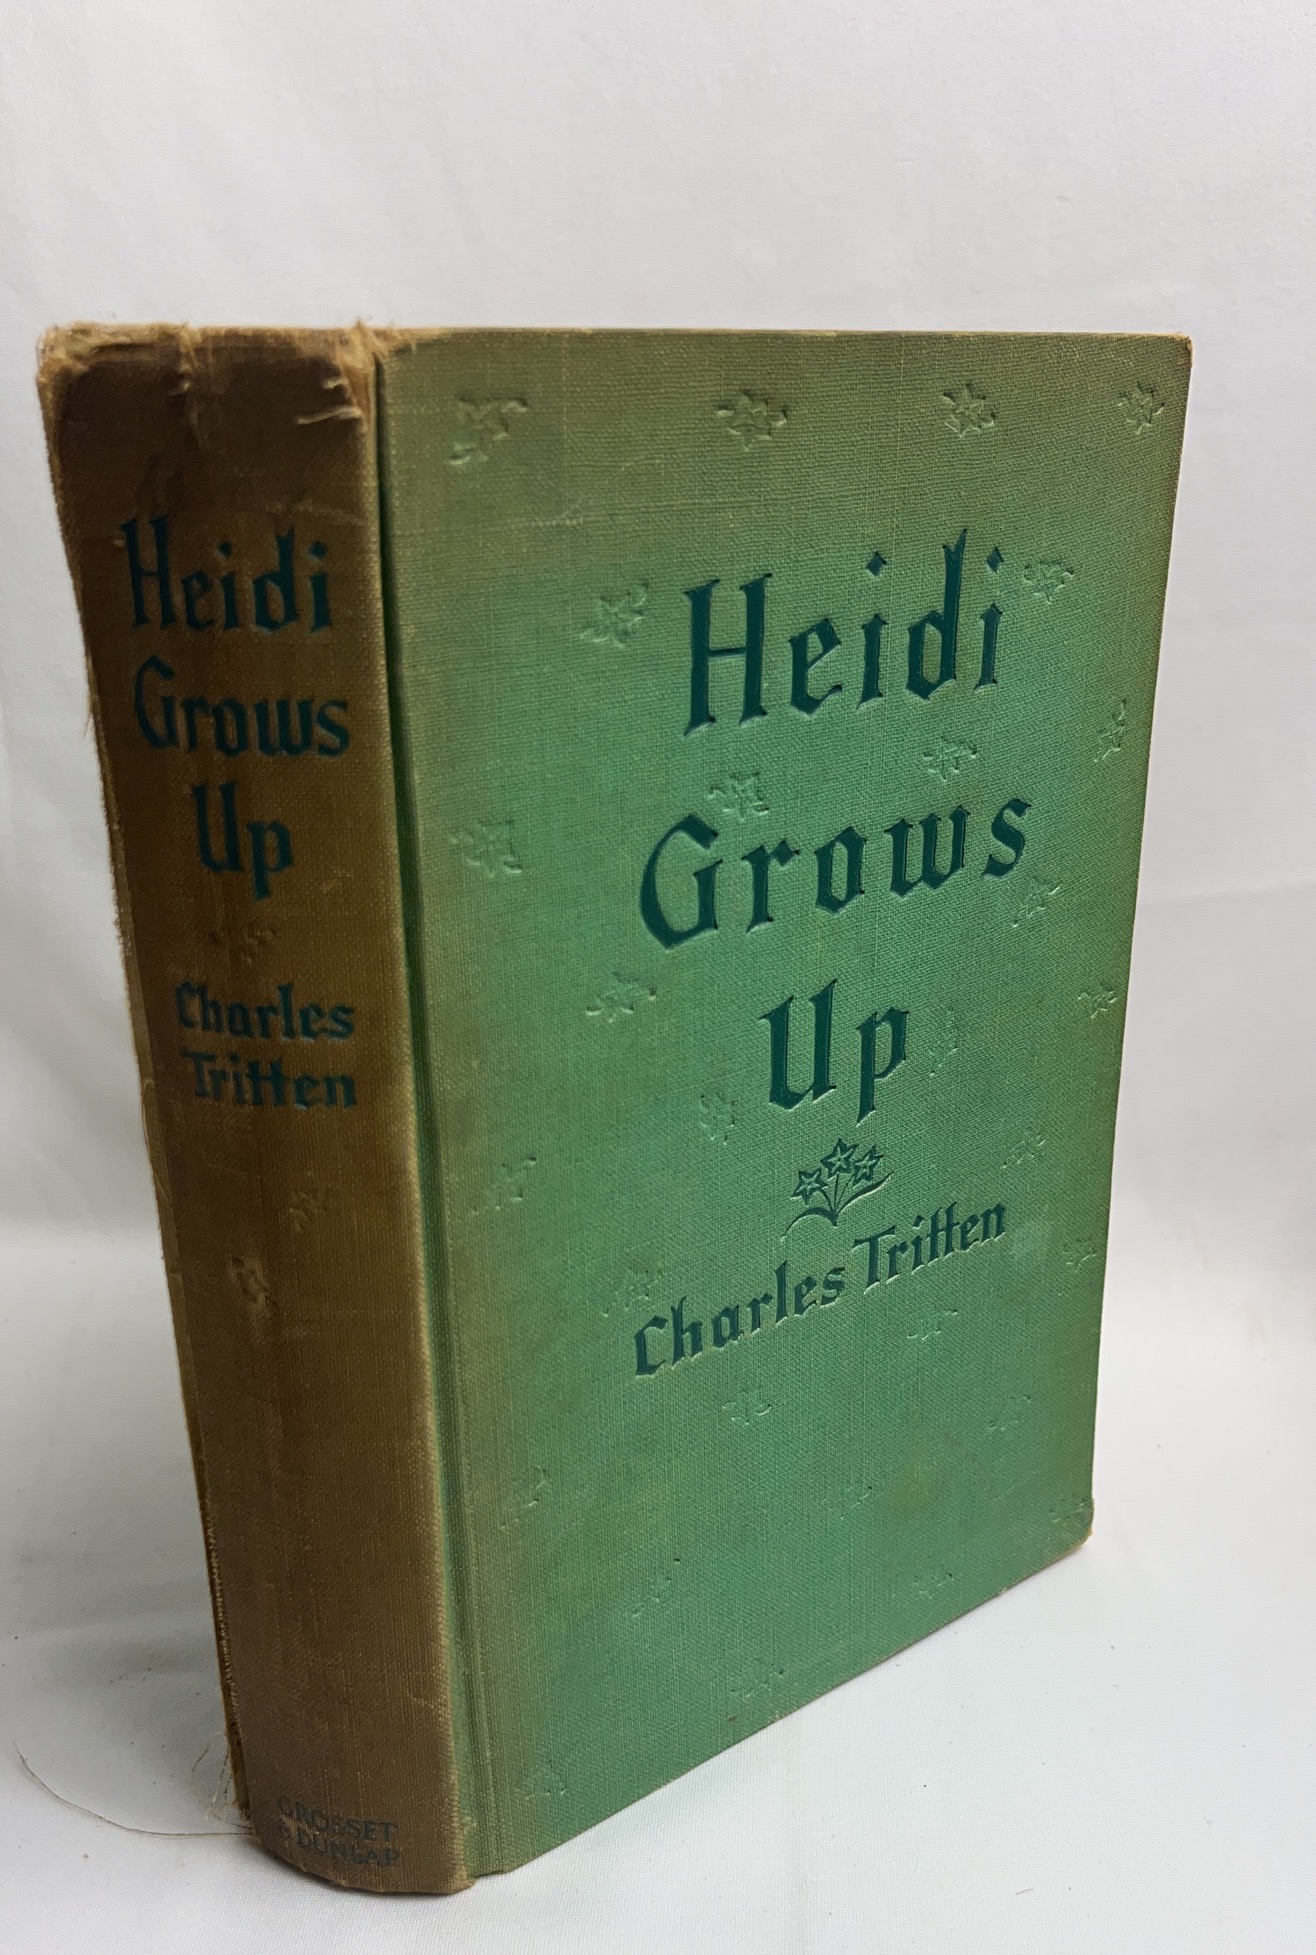 Heidi
Grows
Up
Charles
Tritten
GROSSET
& DUNLAP
Heidi
Grows
Up
Charles Tritten